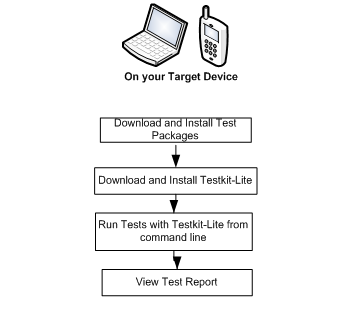 On your Target Device
Download and Install Test
Packages
Download and Install Testkit-Lite
Run Tests with Testkit-Lite from
command line
View Test Report